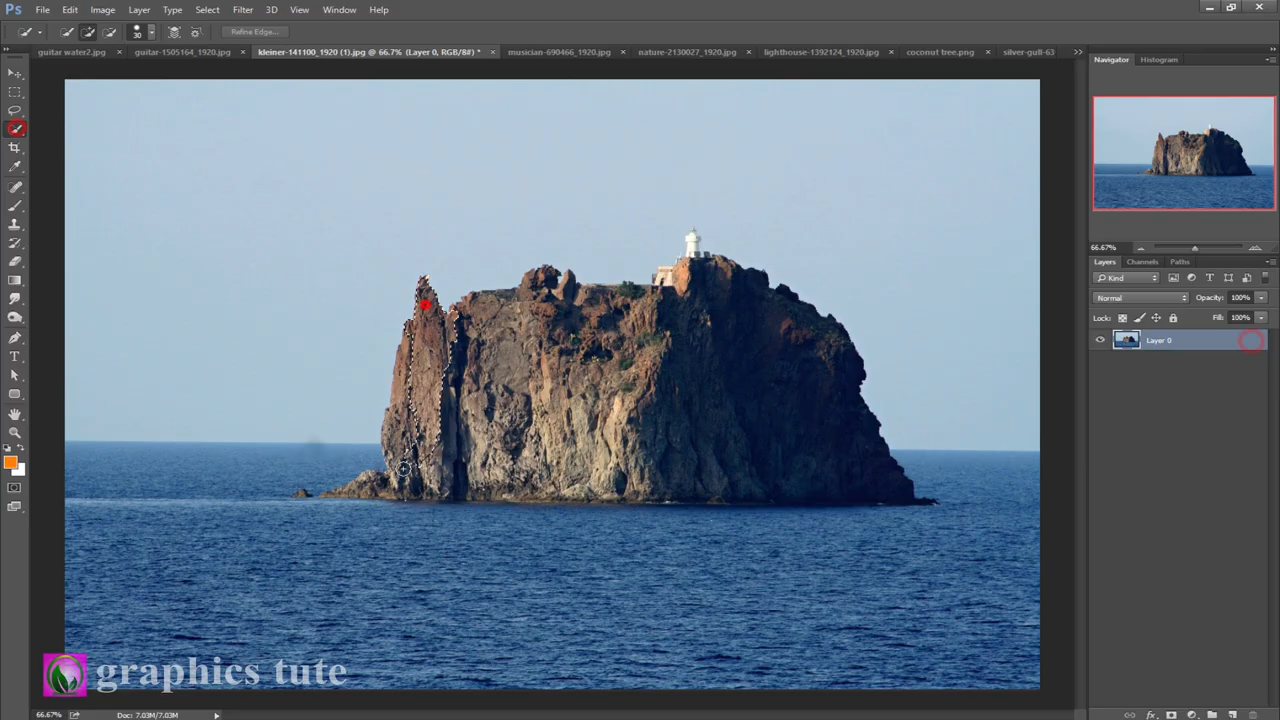 Ps File Edit Image Layer Type Select Filter 3D View Window Help
30 Refine Edge...
guitar water2.jpg × guitar-1505164_1920.jpg × kleiner-141100_1920 (1).jpg @ 66.7% (Layer 0, RGB/8#) * × musician-690466_1920.jpg × nature-2130027_1920.jpg × lighthouse-1392124_1920.jpg × coconut tree.png × silver-gull-63
Navigator Histogram
66.67%
Layers Channels Paths
Kind
Normal Opacity: 100%
Lock: Fill: 100%
Layer 0
graphics tute
66.67% Doc: 7.03M/7.03M